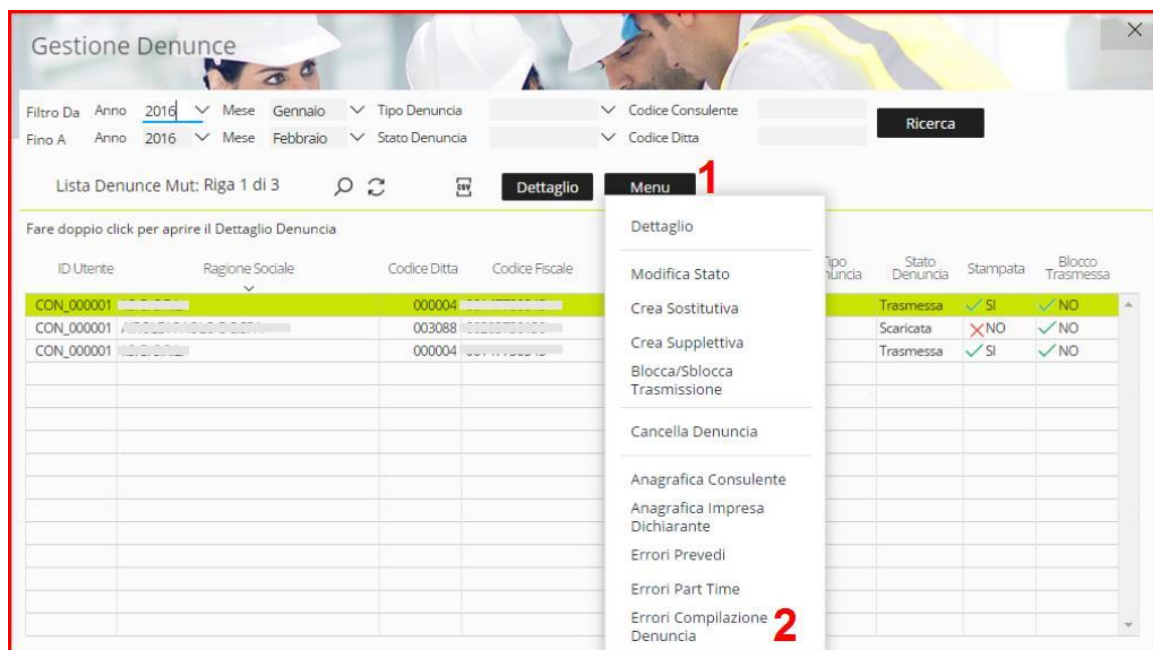 Gestione Denunce
Filtro Da Anno 2016 Mese Gennaio Tipo Denuncia Codice Consulente
Ricerca
Fino A Anno 2016 Mese Febbraio Stato Denuncia Codice Ditta
Lista Denunce Mut: Riga 1 di 3 CSV Dettaglio Menu 1
Fare doppio click per aprire il Dettaglio Denuncia
ID Utente Ragione Sociale Codice Ditta Codice Fiscale Stato Denuncia Stampata Blocco Trasmessa
CON_000001 000004 Trasmessa SI NO
CON_000001 003088 Scaricata NO NO
CON_000001 000004 Trasmessa SI NO
Dettaglio
Modifica Stato
Crea Sostitutiva
Crea Supplettiva
Blocca/Sblocca
Trasmissione
Cancella Denuncia
Anagrafica Consulente
Anagrafica Impresa
Dichiarante
Errori Prevedi
Errori Part Time
Errori Compilazione
Denuncia 2